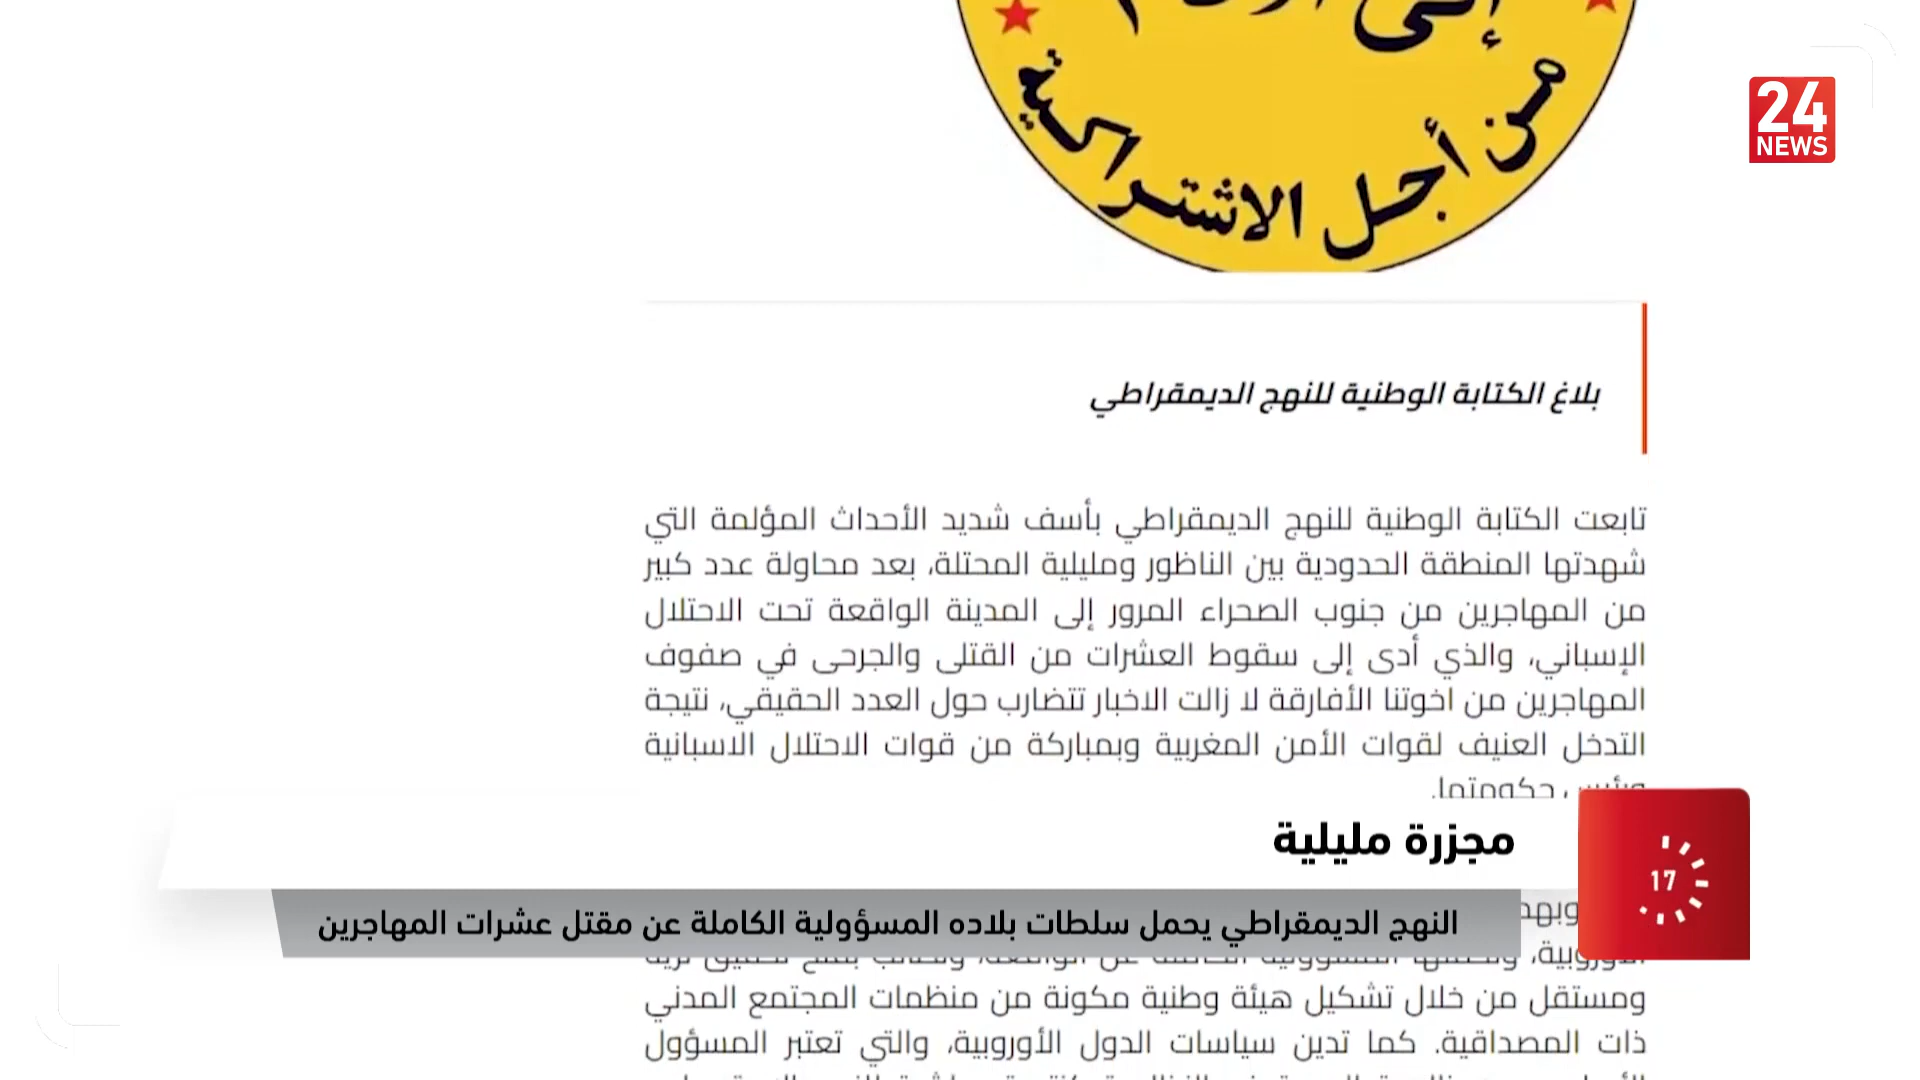 من أجل الاشتراكية
24
NEWS
بلاغ الكتابة الوطنية للنهج الديمقراطي
تابعت الكتابة الوطنية للنهج الديمقراطي بأسف شديد الأحداث المؤلمة التي
شهدتها المنطقة الحدودية بين الناظور ومليلية المحتلة، بعد محاولة عدد كبير
من المهاجرين من جنوب الصحراء المرور إلى المدينة الواقعة تحت الاحتلال
الإسباني، والذي أدى إلى سقوط العشرات من القتلى والجرحى في صفوف
المهاجرين من اخوتنا الأفارقة لا زالت الاخبار تتضارب حول العدد الحقيقي، نتيجة
التدخل العنيف لقوات الأمن المغربية وبمباركة من قوات الاحتلال الاسبانية
حكومتها.
مجزرة مليلية
17
النهج الديمقراطي يحمل سلطات بلاده المسؤولية الكاملة عن مقتل عشرات المهاجرين
ومستقل من خلال تشكيل هيئة وطنية مكونة من منظمات المجتمع المدني
ذات المصداقية. كما تدين سياسات الدول الأوروبية، والتي تعتبر المسؤول